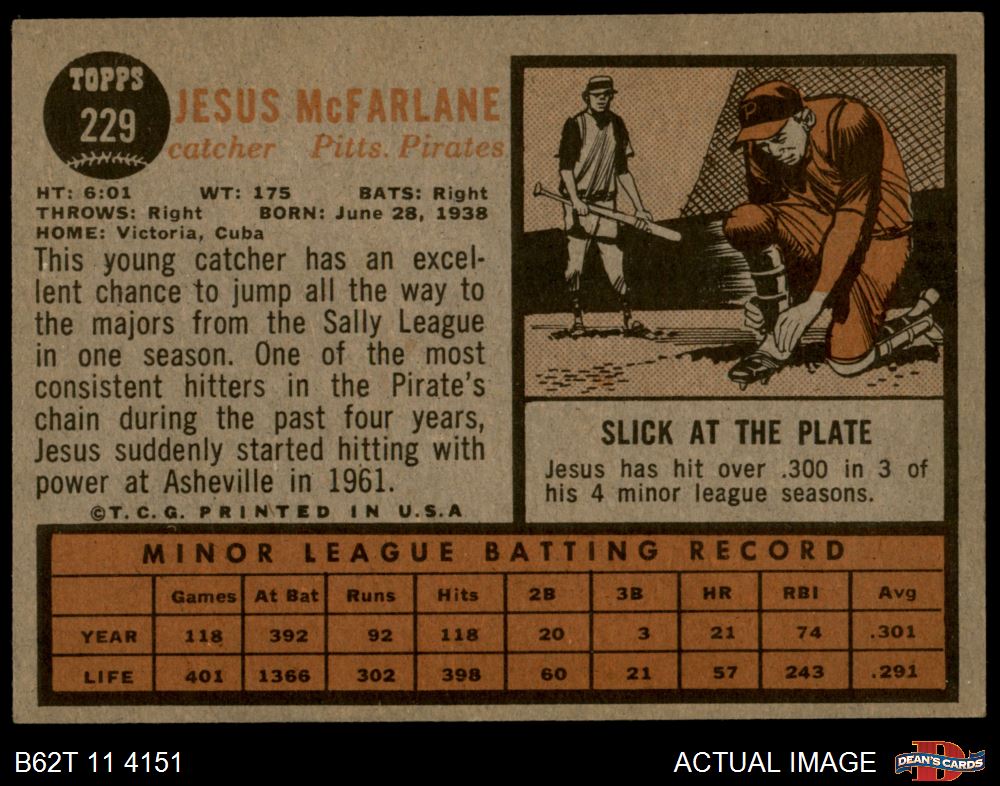 TOPPS
229
JESUS McFARLANE
catcher Pitts. Pirates
HT: 6:01 WT: 175 BATS: Right
THROWS: Right BORN: June 28, 1938
HOME: Victoria, Cuba
This young catcher has an excel-
lent chance to jump all the way to
the majors from the Sally League
in one season. One of the most
consistent hitters in the Pirate's
chain during the past four years,
Jesus suddenly started hitting with
power at Asheville in 1961.
©T.C.G. PRINTED IN U.S.A
P
SLICK AT THE PLATE
Jesus has hit over .300 in 3 of
his 4 minor league seasons.
MINOR LEAGUE BATTING RECORD
Games At Bat Runs Hits 2B 3B HR RBI Avg
YEAR 118 392 92 118 20 3 21 74 .301
LIFE 401 1366 302 398 60 21 57 243 .291
B62T 11 4151 ACTUAL IMAGE
D
DEAN'S CARDS